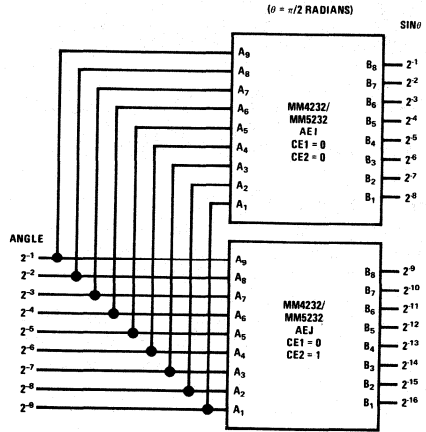 (θ = π/2 RADIANS)
SINθ
A9
A8
A7
A6
A5
A4
A3
A2
A1
MM4232/
MM5232
AEI
CE1 = 0
CE2 = 0
B8 2-1
B7 2-2
B6 2-3
B5 2-4
B4 2-5
B3 2-6
B2 2-7
B1 2-8
ANGLE
2-1
2-2
2-3
2-4
2-5
2-6
2-7
2-8
2-9
A9
A8
A7
A6
A5
A4
A3
A2
A1
MM4232/
MM5232
AEJ
CE1 = 0
CE2 = 1
B8 2-9
B7 2-10
B6 2-11
B5 2-12
B4 2-13
B3 2-14
B2 2-15
B1 2-16